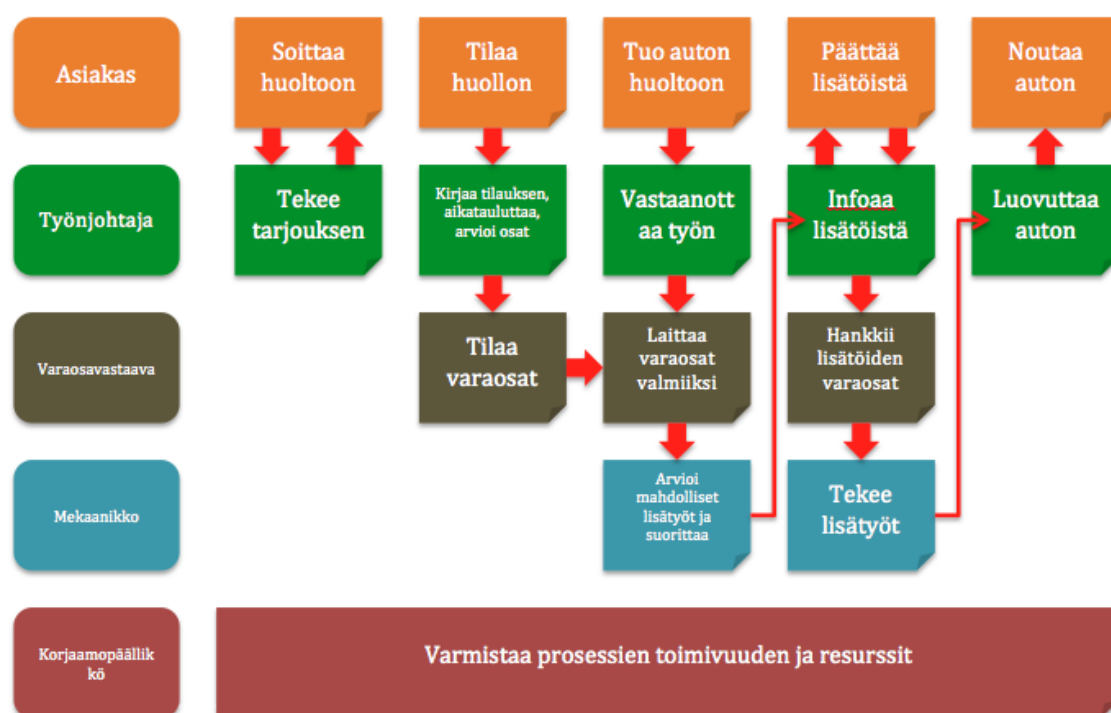 Asiakas
Soittaa
huoltoon
Tilaa
huollon
Tuo auton
huoltoon
Päättää
lisätöistä
Noutaa
auton
Työnjohtaja
Tekee
tarjouksen
Kirjaa tilauksen,
aikatauluttaa,
arvioi osat
Vastaanott
aa työn
Infoaa
lisätöistä
Luovuttaa
auton
Varaosavastaava
Tilaa
varaosat
Laittaa
varaosat
valmiiksi
Hankkii
lisätöiden
varaosat
Mekaanikko
Arvioi
mahdolliset
lisätyöt ja
suorittaa
Tekee
lisätyöt
Korjaamopäällik
kö
Varmistaa prosessien toimivuuden ja resurssit